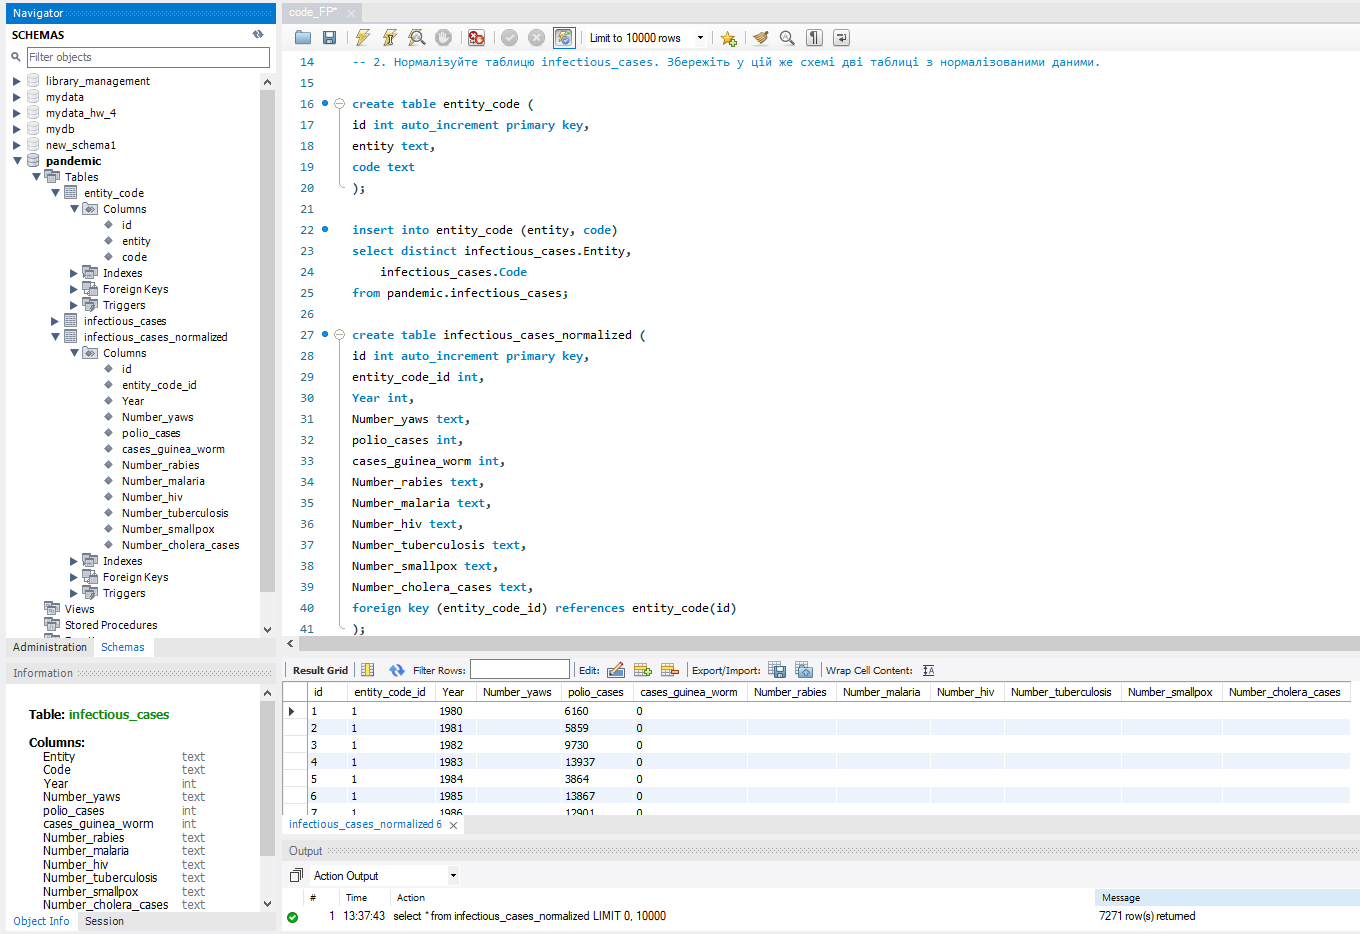 Navigator
SCHEMAS
Filter objects
library_management
mydata
mydata_hw_4
mydb
new_schema1
pandemic
Tables
entity_code
Columns
id
entity
code
Indexes
Foreign Keys
Triggers
infectious_cases
infectious_cases_normalized
Columns
id
entity_code_id
Year
Number_yaws
polio_cases
cases_guinea_worm
Number_rabies
Number_malaria
Number_hiv
Number_tuberculosis
Number_smallpox
Number_cholera_cases
Indexes
Foreign Keys
Triggers
Views
Stored Procedures
Administration Schemas
Information
Table: infectious_cases
Columns:
Entity text
Code text
Year int
Number_yaws text
polio_cases int
cases_guinea_worm int
Number_rabies text
Number_malaria text
Number_hiv text
Number_tuberculosis text
Number_smallpox text
Number_cholera_cases text
Object Info Session
code_FP*
Limit to 10000 rows
14 -- 2. Нормалізуйте таблицю infectious_cases. Збережіть у цій же схемі дві таблиці з нормалізованими даними.
15
16 create table entity_code (
17 id int auto_increment primary key,
18 entity text,
19 code text
20 );
21
22 insert into entity_code (entity, code)
23 select distinct infectious_cases.Entity,
24 infectious_cases.Code
25 from pandemic.infectious_cases;
26
27 create table infectious_cases_normalized (
28 id int auto_increment primary key,
29 entity_code_id int,
30 Year int,
31 Number_yaws text,
32 polio_cases int,
33 cases_guinea_worm int,
34 Number_rabies text,
35 Number_malaria text,
36 Number_hiv text,
37 Number_tuberculosis text,
38 Number_smallpox text,
39 Number_cholera_cases text,
40 foreign key (entity_code_id) references entity_code(id)
41 );
Result Grid Filter Rows: Edit: Export/Import: Wrap Cell Content:
id entity_code_id Year Number_yaws polio_cases cases_guinea_worm Number_rabies Number_malaria Number_hiv Number_tuberculosis Number_smallpox Number_cholera_cases
1 1 1980 6160 0
2 1 1981 5859 0
3 1 1982 9730 0
4 1 1983 13937 0
5 1 1984 3864 0
6 1 1985 13867 0
7 1 1986 12901 0
infectious_cases_normalized 6
Output
Action Output
# Time Action Message
1 13:37:43 select * from infectious_cases_normalized LIMIT 0, 10000 7271 row(s) returned